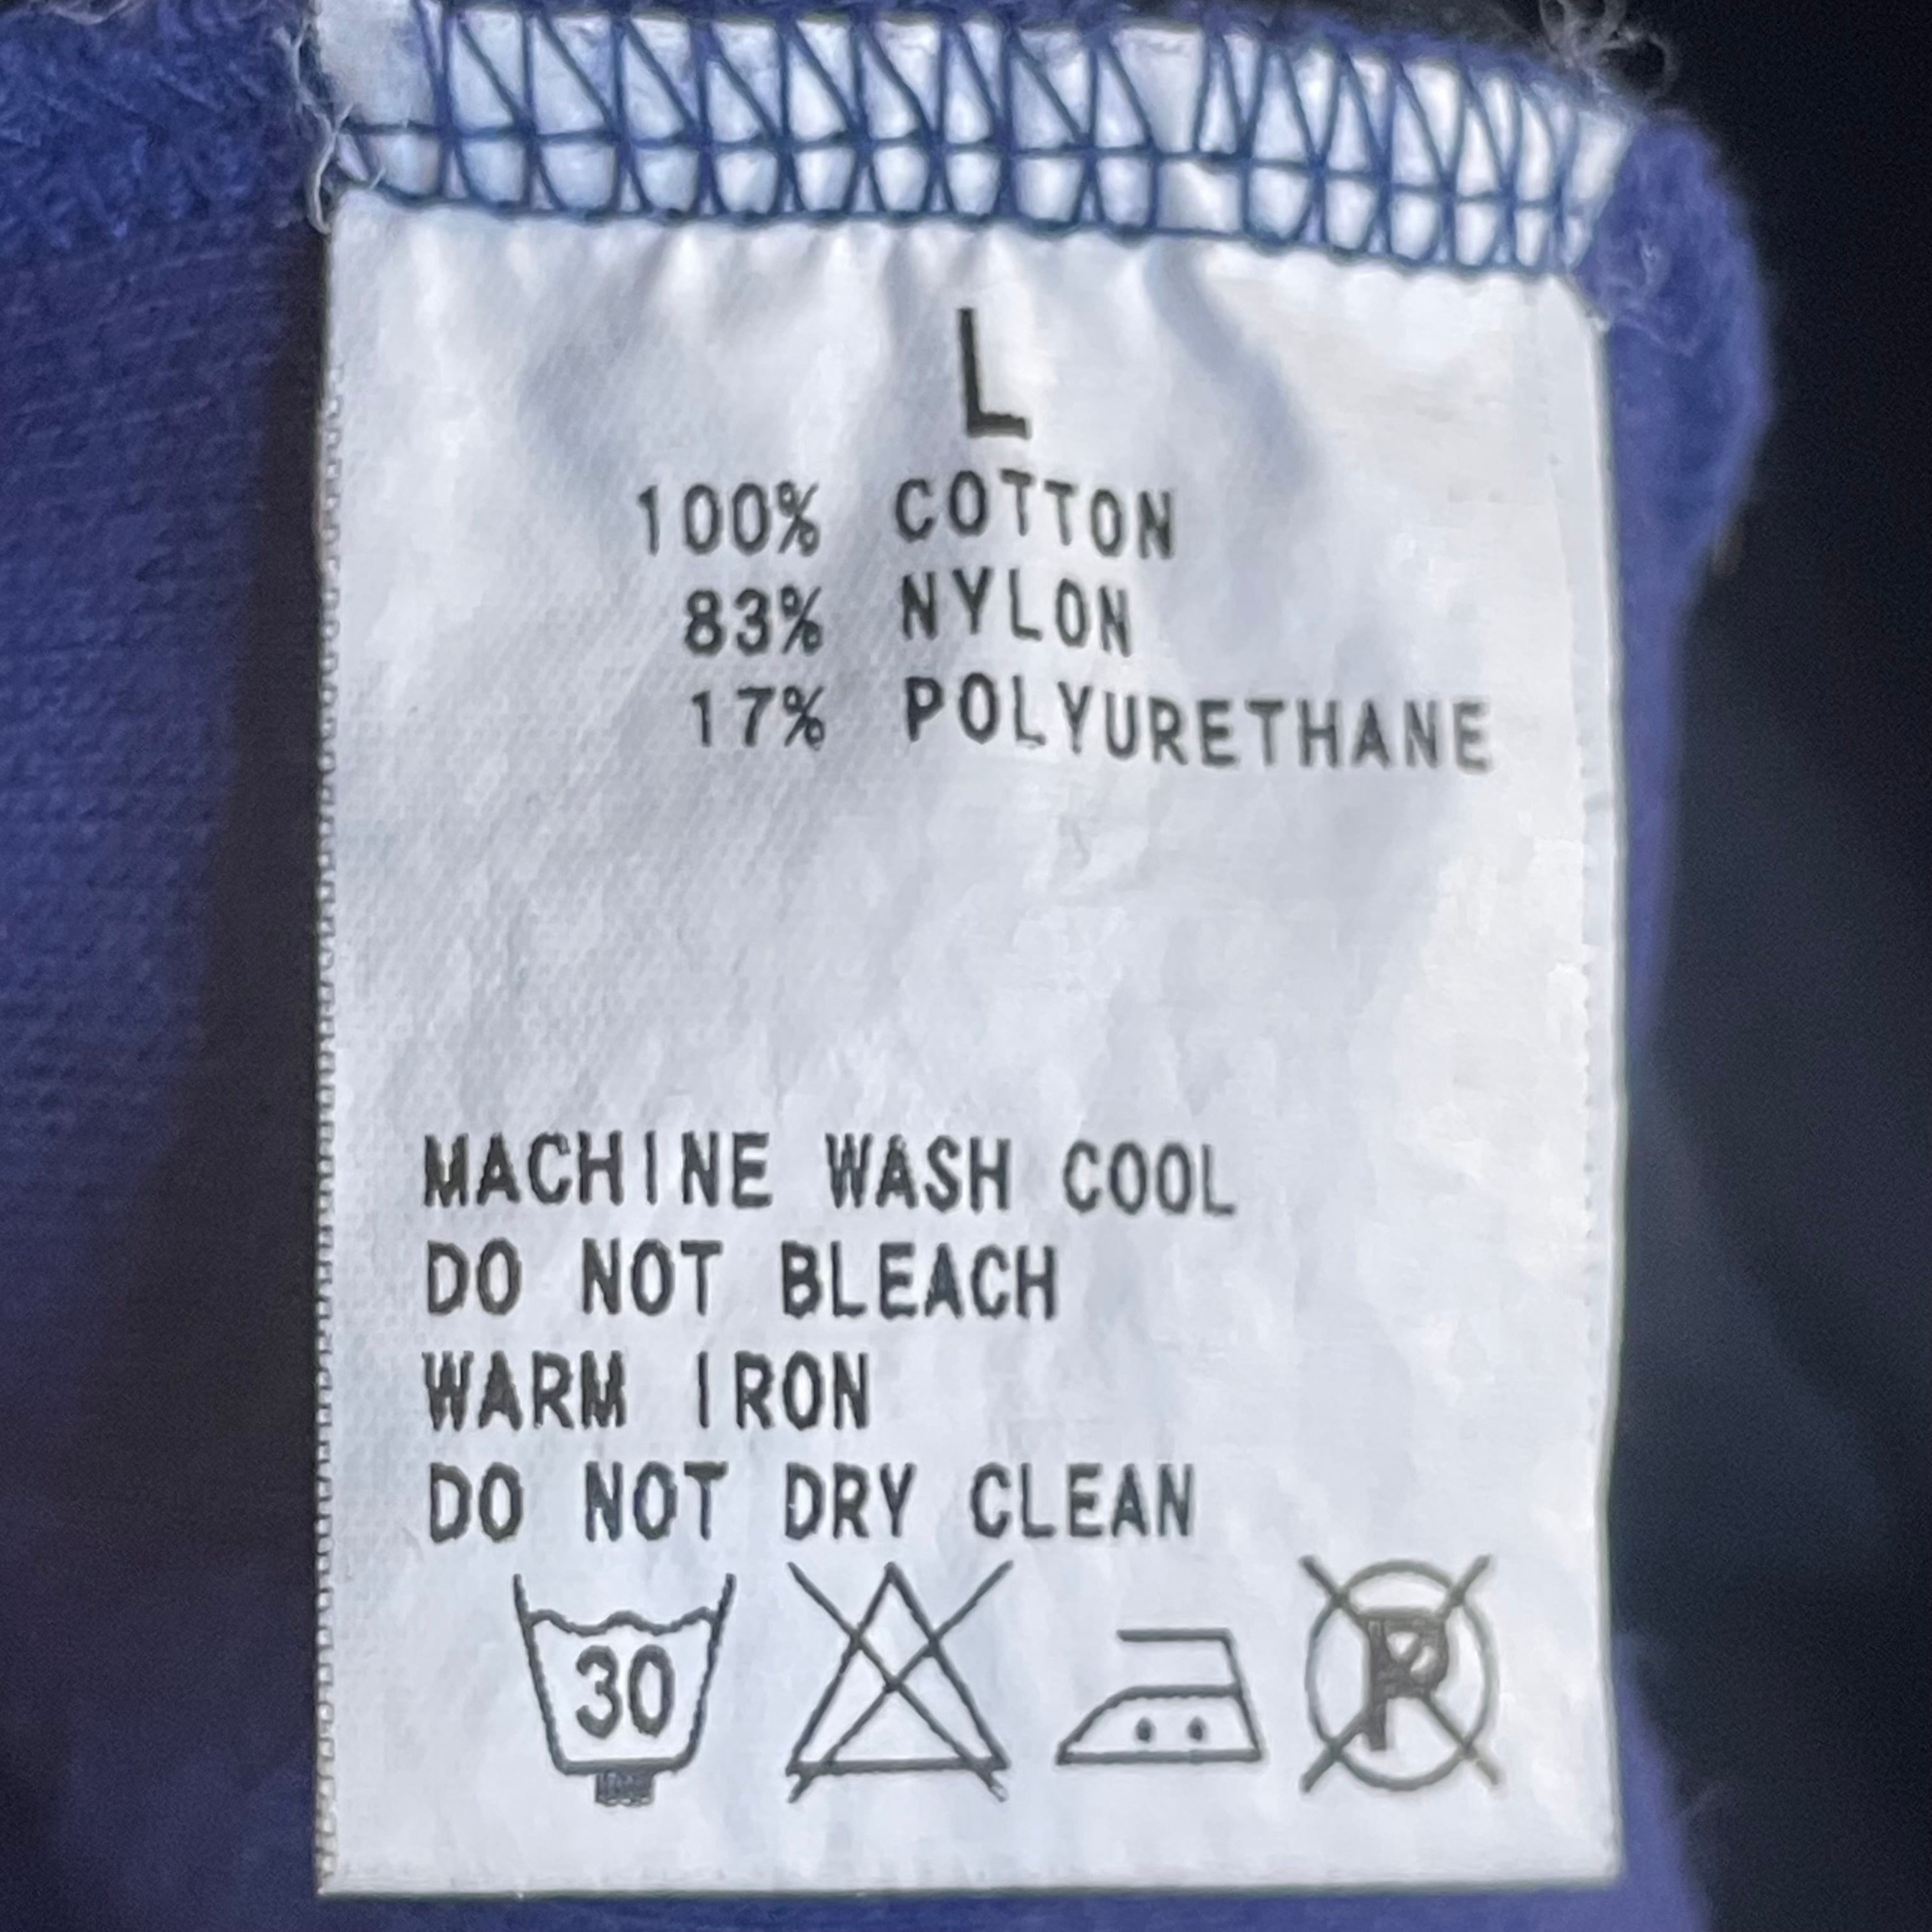 L
100% COTTON
83% NYLON
17% POLYURETHANE
MACHINE WASH COOL
DO NOT BLEACH
WARM IRON
DO NOT DRY CLEAN
30 P